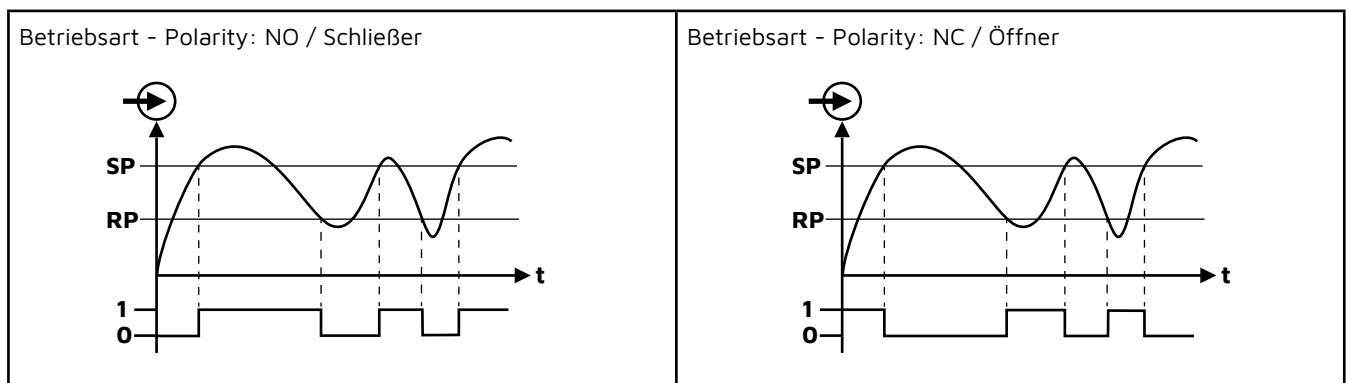 Betriebsart - Polarity: NO / Schließer
SP
RP
t
1
0
Betriebsart - Polarity: NC / Öffner
SP
RP
t
1
0